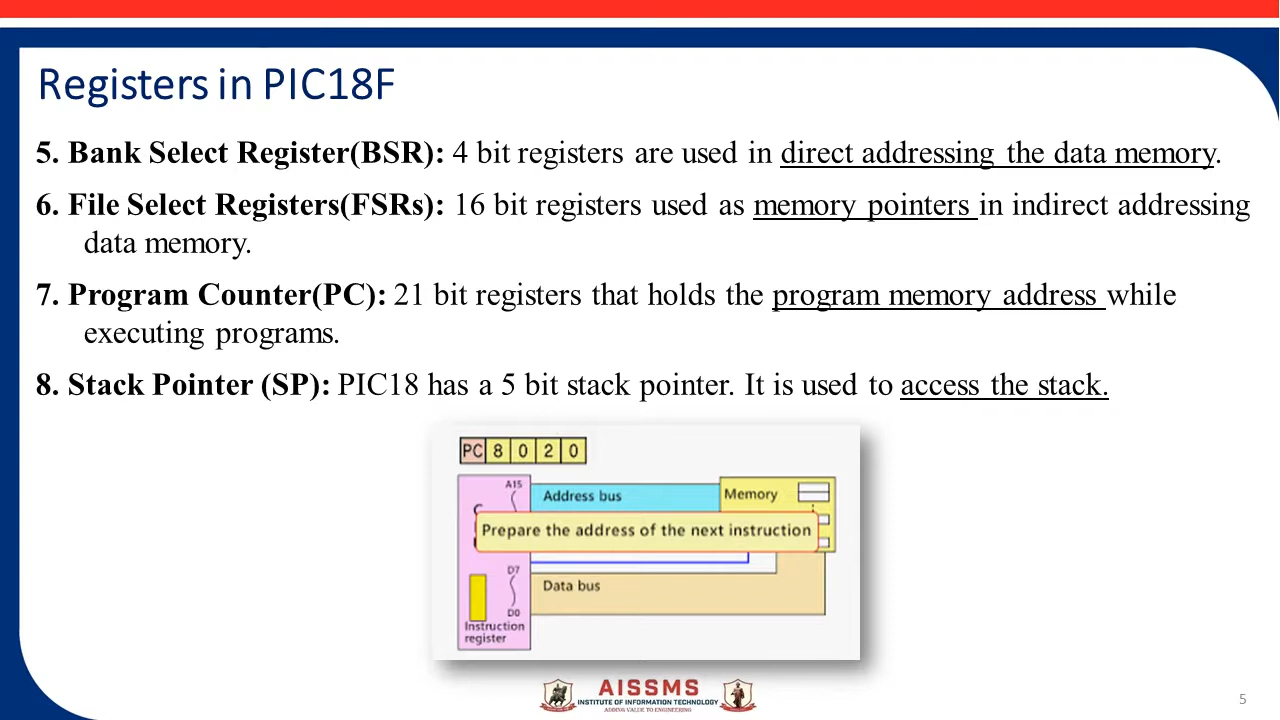 Registers in PIC18F
5. Bank Select Register(BSR): 4 bit registers are used in direct addressing the data memory.
6. File Select Registers(FSRs): 16 bit registers used as memory pointers in indirect addressing
data memory.
7. Program Counter(PC): 21 bit registers that holds the program memory address while
executing programs.
8. Stack Pointer (SP): PIC18 has a 5 bit stack pointer. It is used to access the stack.
PC 8 0 2 0
A15
Address bus
Memory
Prepare the address of the next instruction
D7
Data bus
D0
Instruction
register
AISSMS
INSTITUTE OF INFORMATION TECHNOLOGY
ADDING VALUE TO ENGINEERING
5